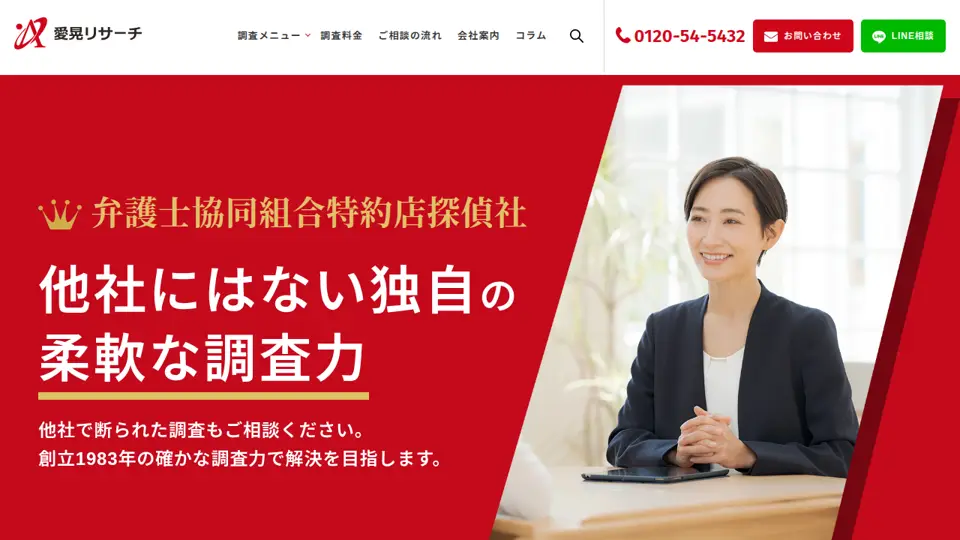 愛晃リサーチ
調査メニュー 調査料金 ご相談の流れ 会社案内 コラム
0120-54-5432
お問い合わせ
LINE
LINE相談
弁護士協同組合特約店探偵社
他社にはない独自の
柔軟な調査力
他社で断られた調査もご相談ください。
創立1983年の確かな調査力で解決を目指します。